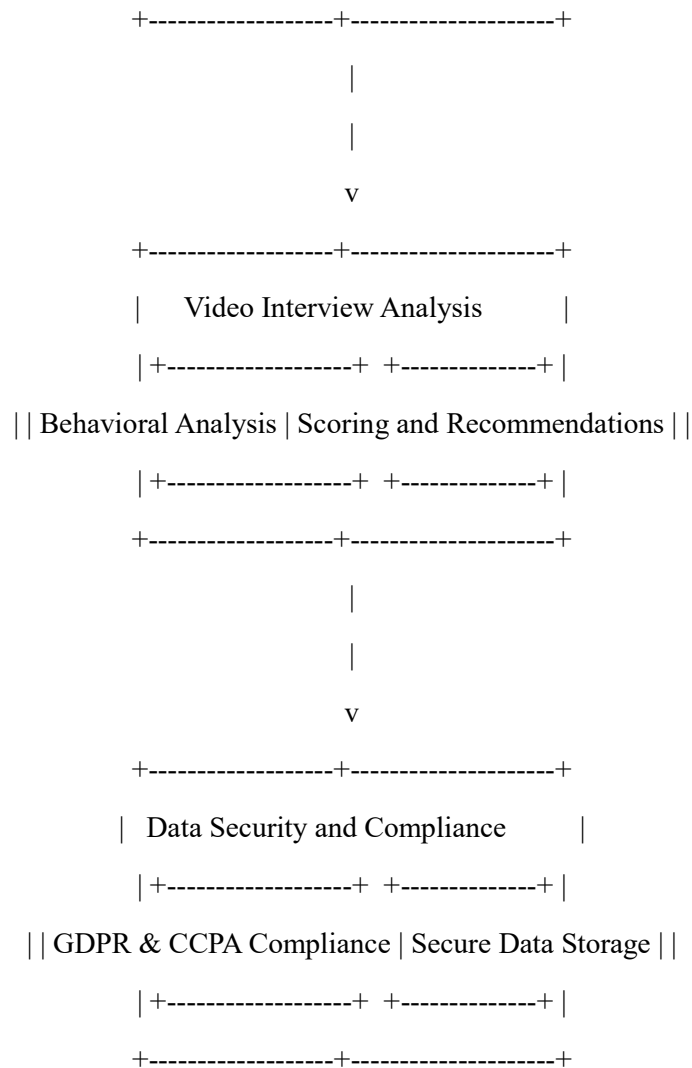 +-------------------+---------------------+
|
|
v
+-------------------+---------------------+
| Video Interview Analysis |
| +-------------------+ +--------------+ |
| | Behavioral Analysis | Scoring and Recommendations | |
| +-------------------+ +--------------+ |
+-------------------+---------------------+
|
|
v
+-------------------+---------------------+
| Data Security and Compliance |
| +-------------------+ +--------------+ |
| | GDPR & CCPA Compliance | Secure Data Storage | |
| +-------------------+ +--------------+ |
+-------------------+---------------------+